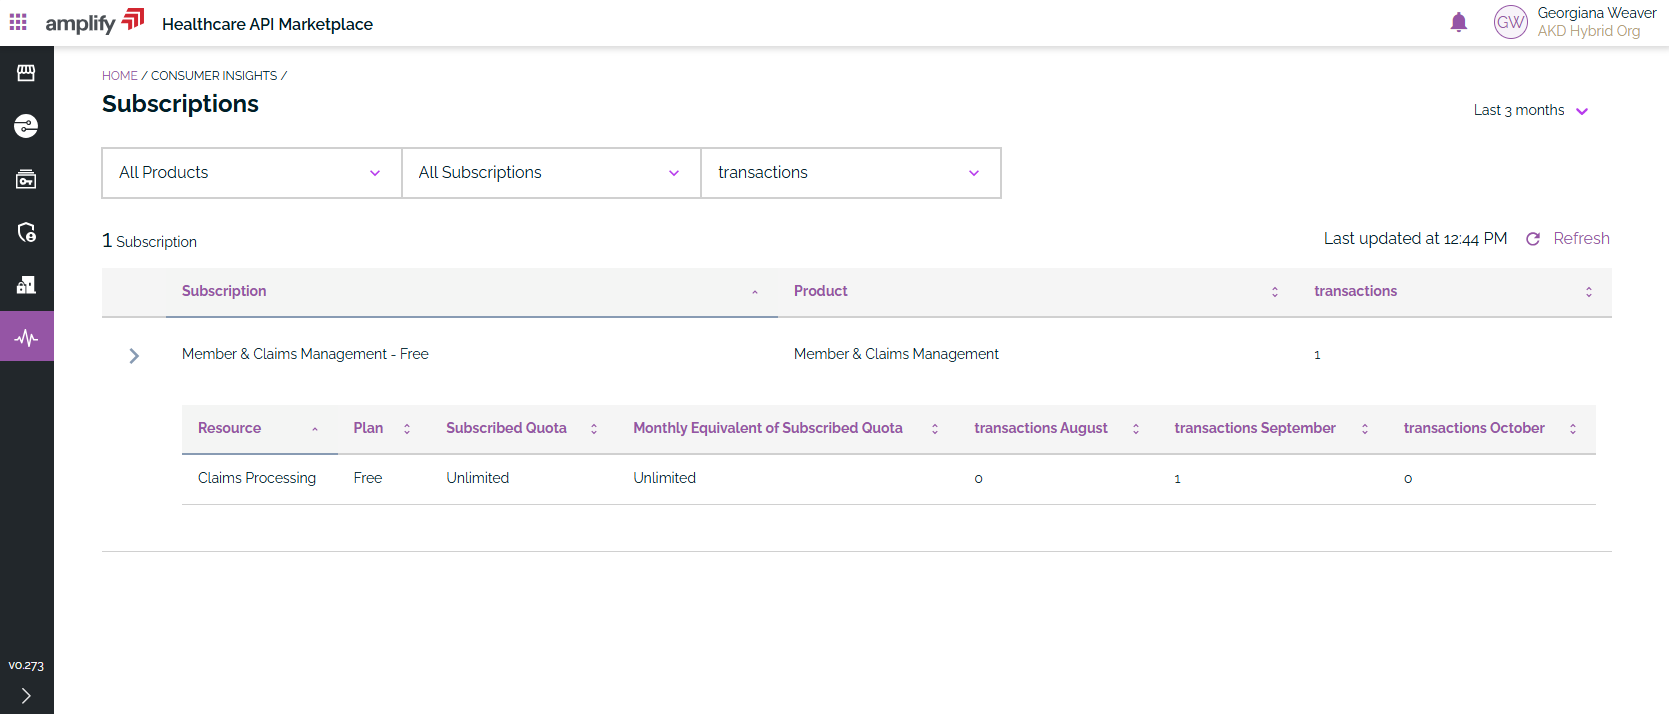 amplify Healthcare API Marketplace
GW Georgiana Weaver
AKD Hybrid Org
HOME / CONSUMER INSIGHTS /
Subscriptions
Last 3 months
All Products All Subscriptions transactions
1 Subscription
Last updated at 12:44 PM Refresh
Subscription Product transactions
Member & Claims Management - Free Member & Claims Management 1
Resource Plan Subscribed Quota Monthly Equivalent of Subscribed Quota transactions August transactions September transactions October
Claims Processing Free Unlimited Unlimited 0 1 0
v0.273